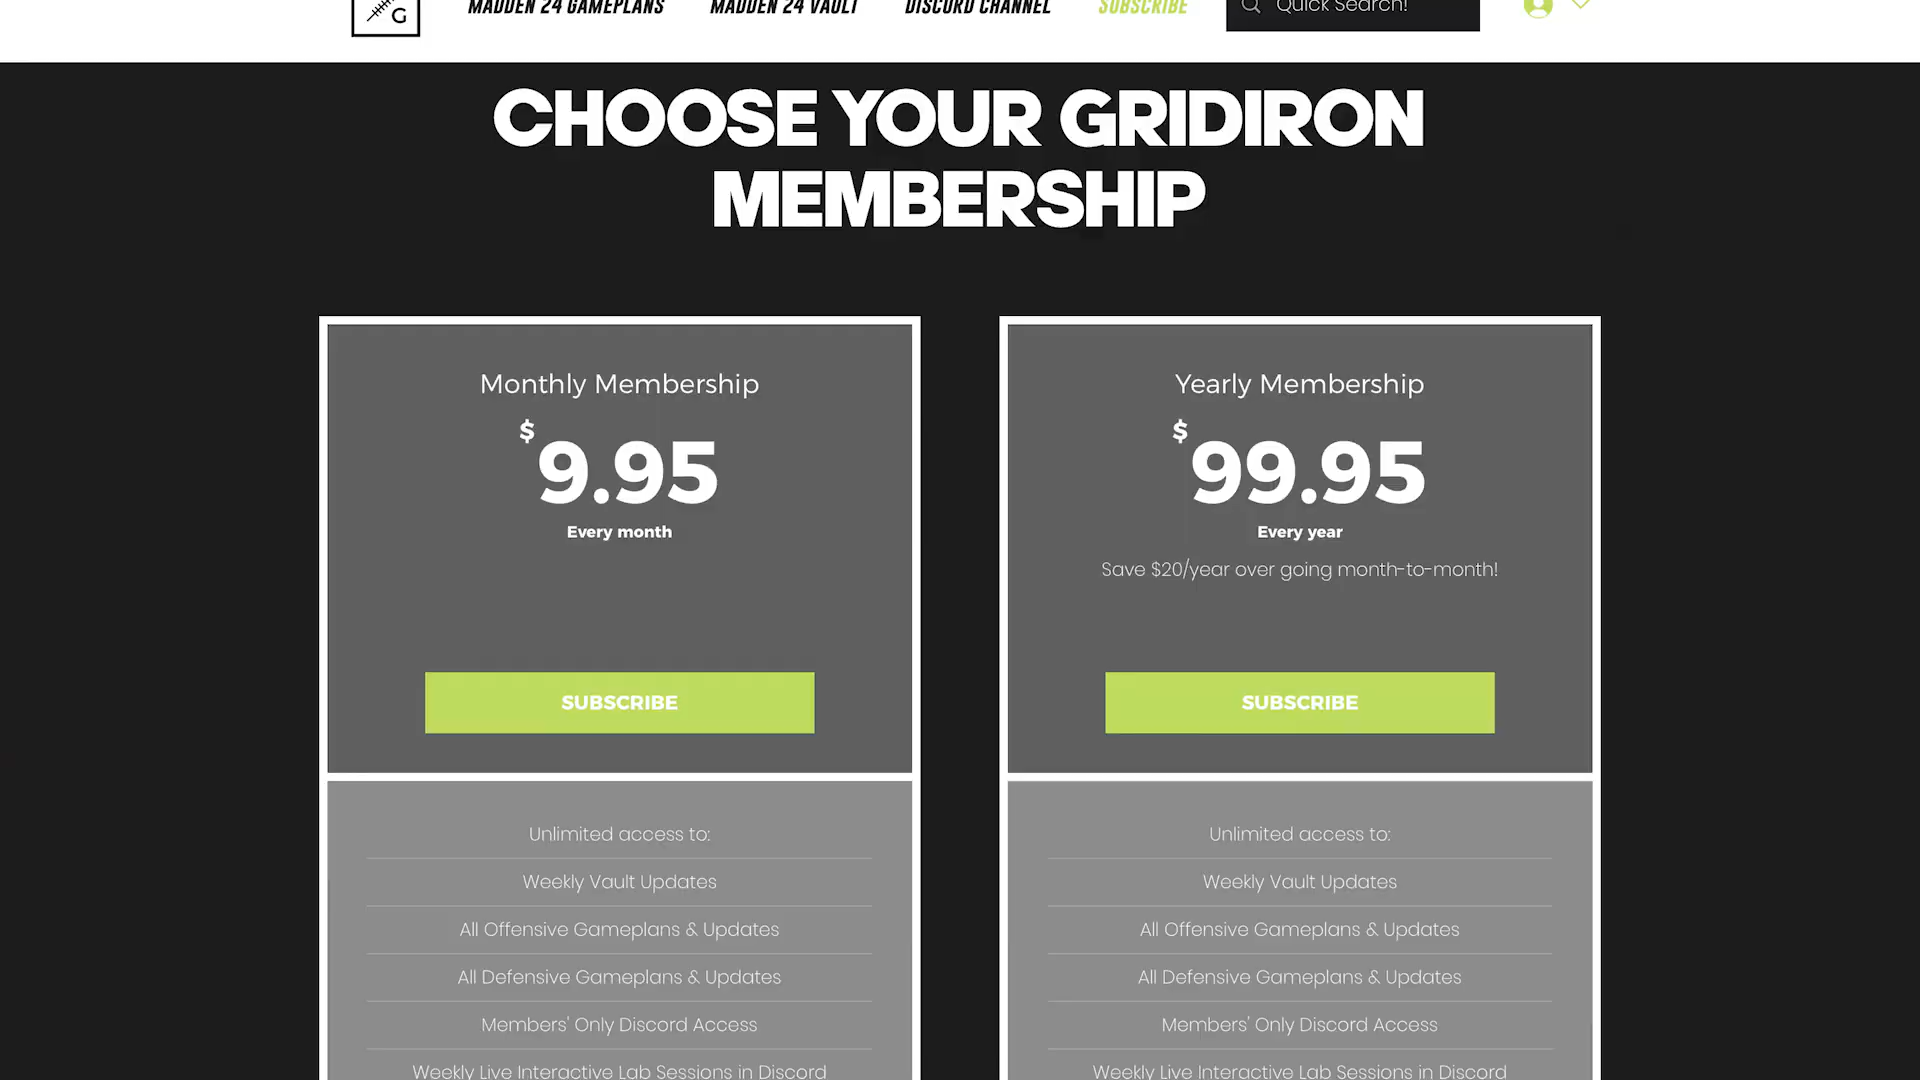 G
MADDEN 24 GAMEPLANS MADDEN 24 VAULT DISCORD CHANNEL SUBSCRIBE Quick Search!
CHOOSE YOUR GRIDIRON
MEMBERSHIP
Monthly Membership
$9.95
Every month
SUBSCRIBE
Unlimited access to:
Weekly Vault Updates
All Offensive Gameplans & Updates
All Defensive Gameplans & Updates
Members' Only Discord Access
Weekly Live Interactive Lab Sessions in Discord
Yearly Membership
$99.95
Every year
Save $20/year over going month-to-month!
SUBSCRIBE
Unlimited access to:
Weekly Vault Updates
All Offensive Gameplans & Updates
All Defensive Gameplans & Updates
Members' Only Discord Access
Weekly Live Interactive Lab Sessions in Discord